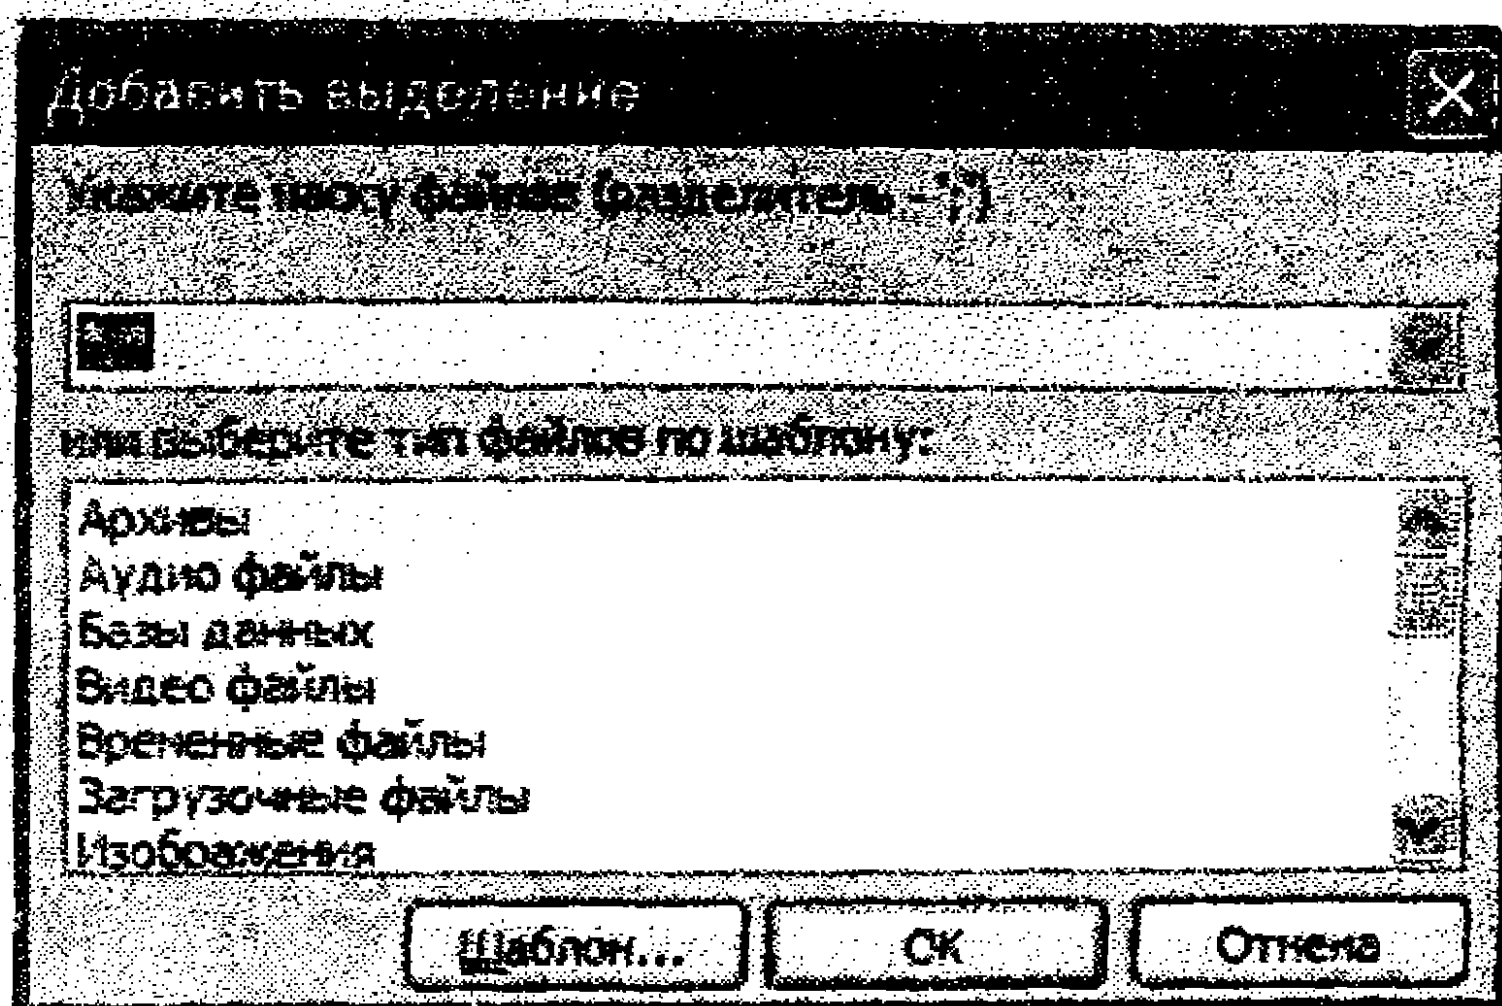 Добавить выделение
Укажите маску файлов (разделитель - ";")
или выберите тип файлов по шаблону:
Архивы
Аудио файлы
Базы данных
Видео файлы
Временные файлы
Загрузочные файлы
Изображения
Шаблон... ОК Отмена